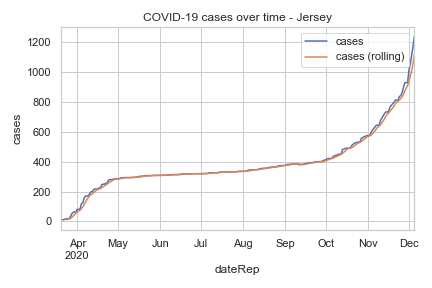 COVID-19 cases over time - Jersey
cases
cases (rolling)
1200
1000
800
600
400
200
0
cases
Apr May Jun Jul Aug Sep Oct Nov Dec
2020
dateRep